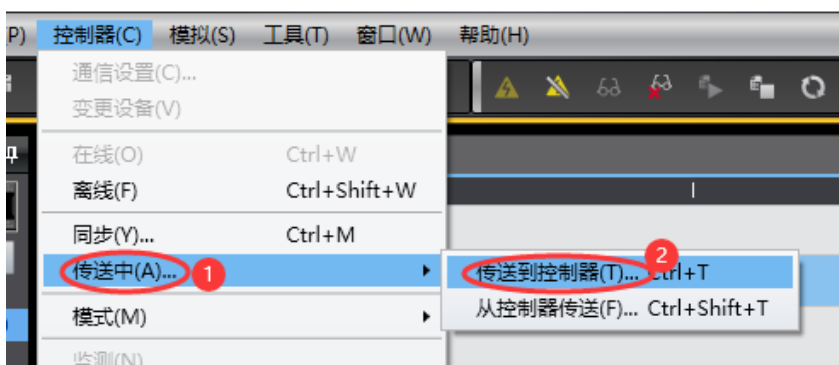 P) 控制器(C) 模拟(S) 工具(T) 窗口(W) 帮助(H)
通信设置(C)...
变更设备(V)
在线(O) Ctrl+W
离线(F) Ctrl+Shift+W
同步(Y)... Ctrl+M
传送中(A)... 1
传送到控制器(T)... Ctrl+T 2
从控制器传送(F)... Ctrl+Shift+T
模式(M)
监测(N)